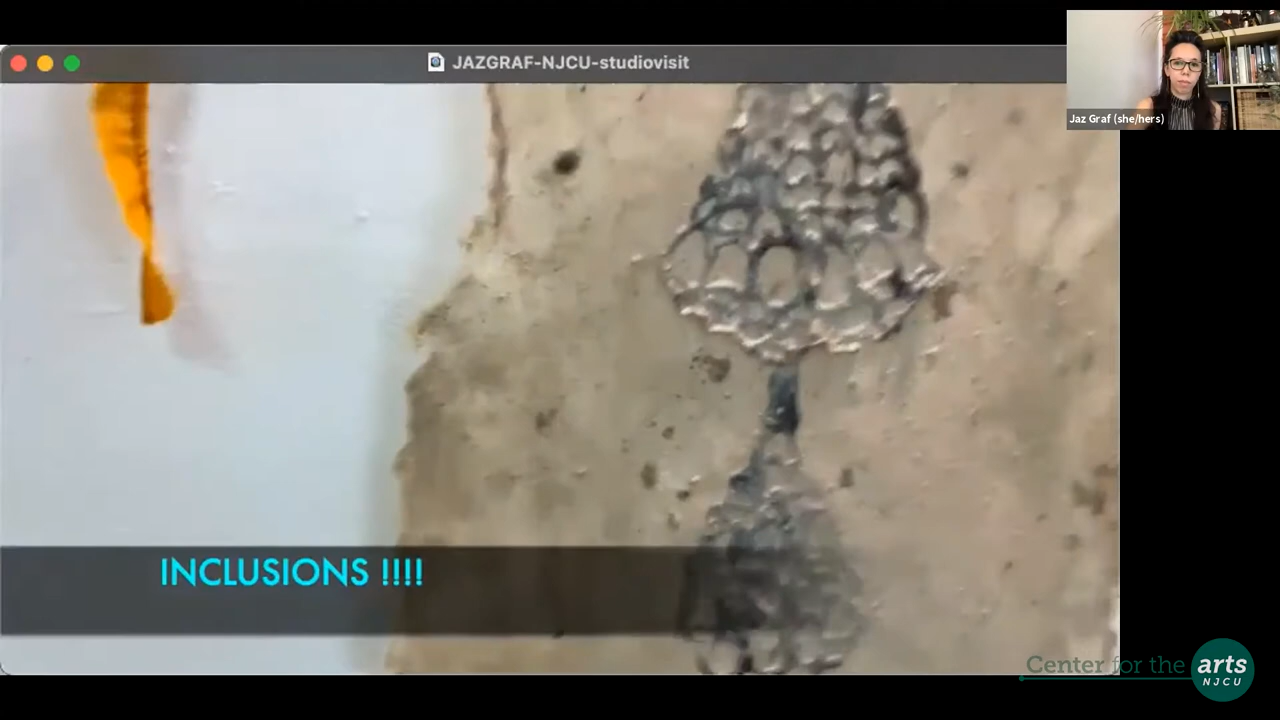 JAZGRAF-NJCU-studiovisit
Jaz Graf (she/hers)
INCLUSIONS !!!!
Center for the arts
NJCU